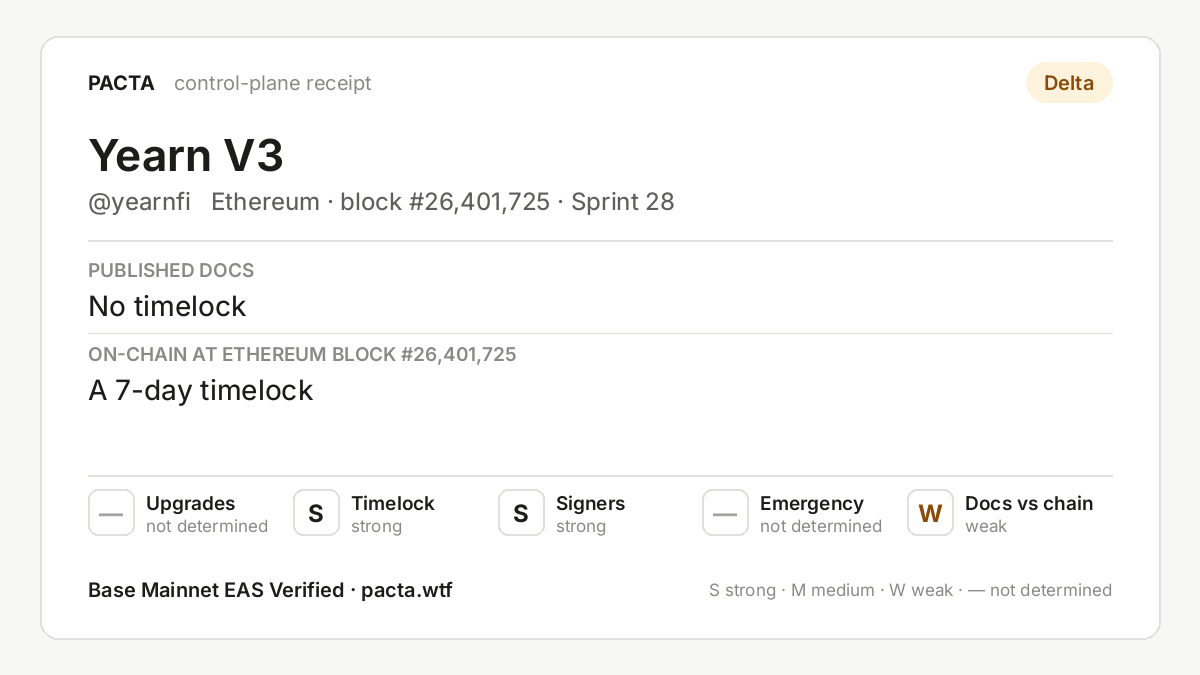 PACTA control-plane receipt Delta
Yearn V3
@yearnfi Ethereum · block #26,401,725 · Sprint 28
PUBLISHED DOCS
No timelock
ON-CHAIN AT ETHEREUM BLOCK #26,401,725
A 7-day timelock
— Upgrades not determined
S Timelock strong
S Signers strong
— Emergency not determined
W Docs vs chain weak
Base Mainnet EAS Verified · pacta.wtf
S strong · M medium · W weak · — not determined